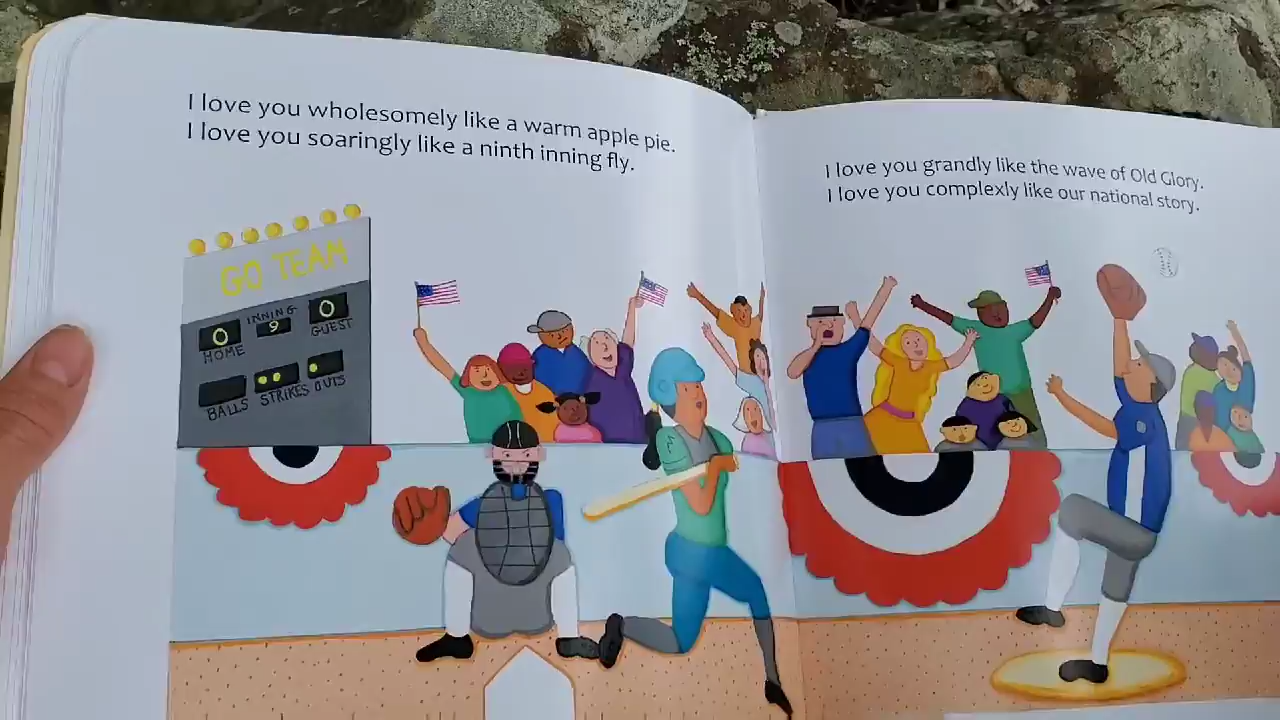 I love you wholesomely like a warm apple pie.
I love you soaringly like a ninth inning fly.
I love you grandly like the wave of Old Glory.
I love you complexly like our national story.
GO TEAM
0 INNING 0
HOME 9 GUEST
BALLS STRIKES OUTS